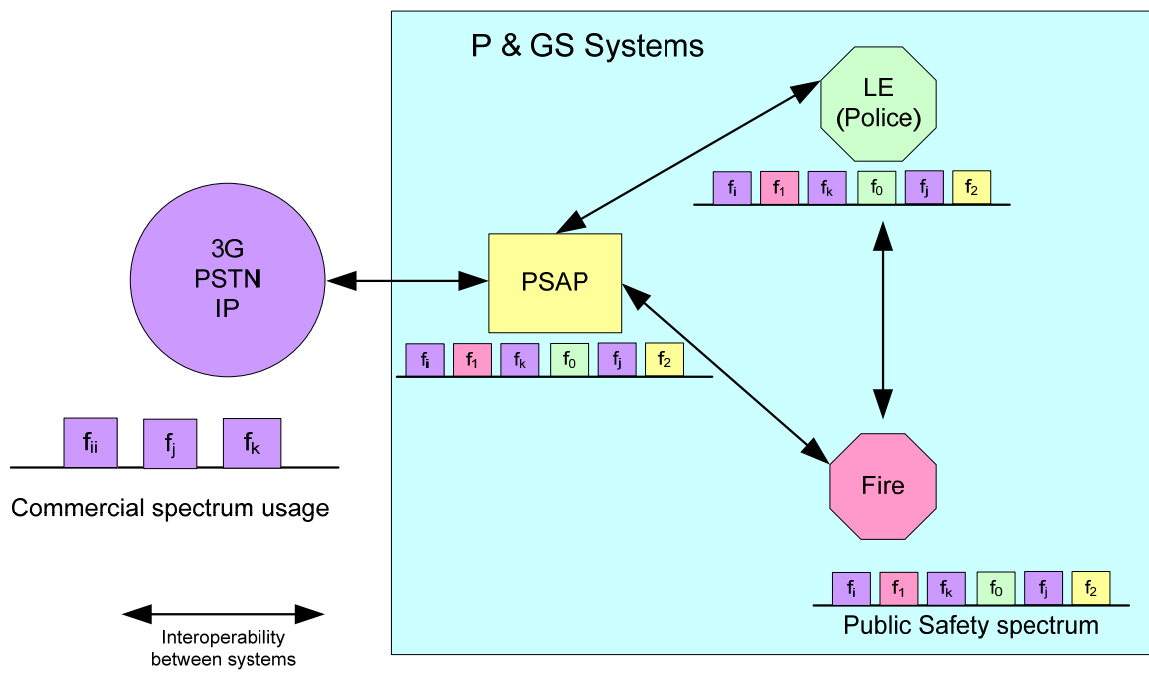 P & GS Systems
LE
(Police)
fi f1 fk f0 fj f2
3G
PSTN
IP
PSAP
fi f1 fk f0 fj f2
fii fj fk
Commercial spectrum usage
Fire
fi f1 fk f0 fj f2
Public Safety spectrum
Interoperability
between systems